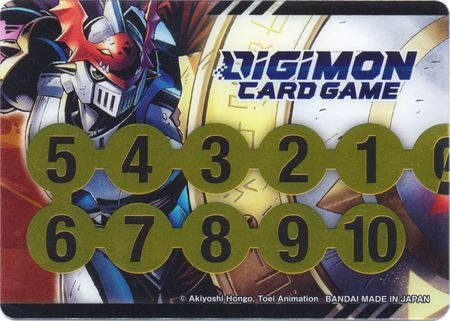 DIGIMON
CARD GAME
5 4 3 2 1 0
6 7 8 9 10
© Akiyoshi Hongo, Toei Animation BANDAI MADE IN JAPAN